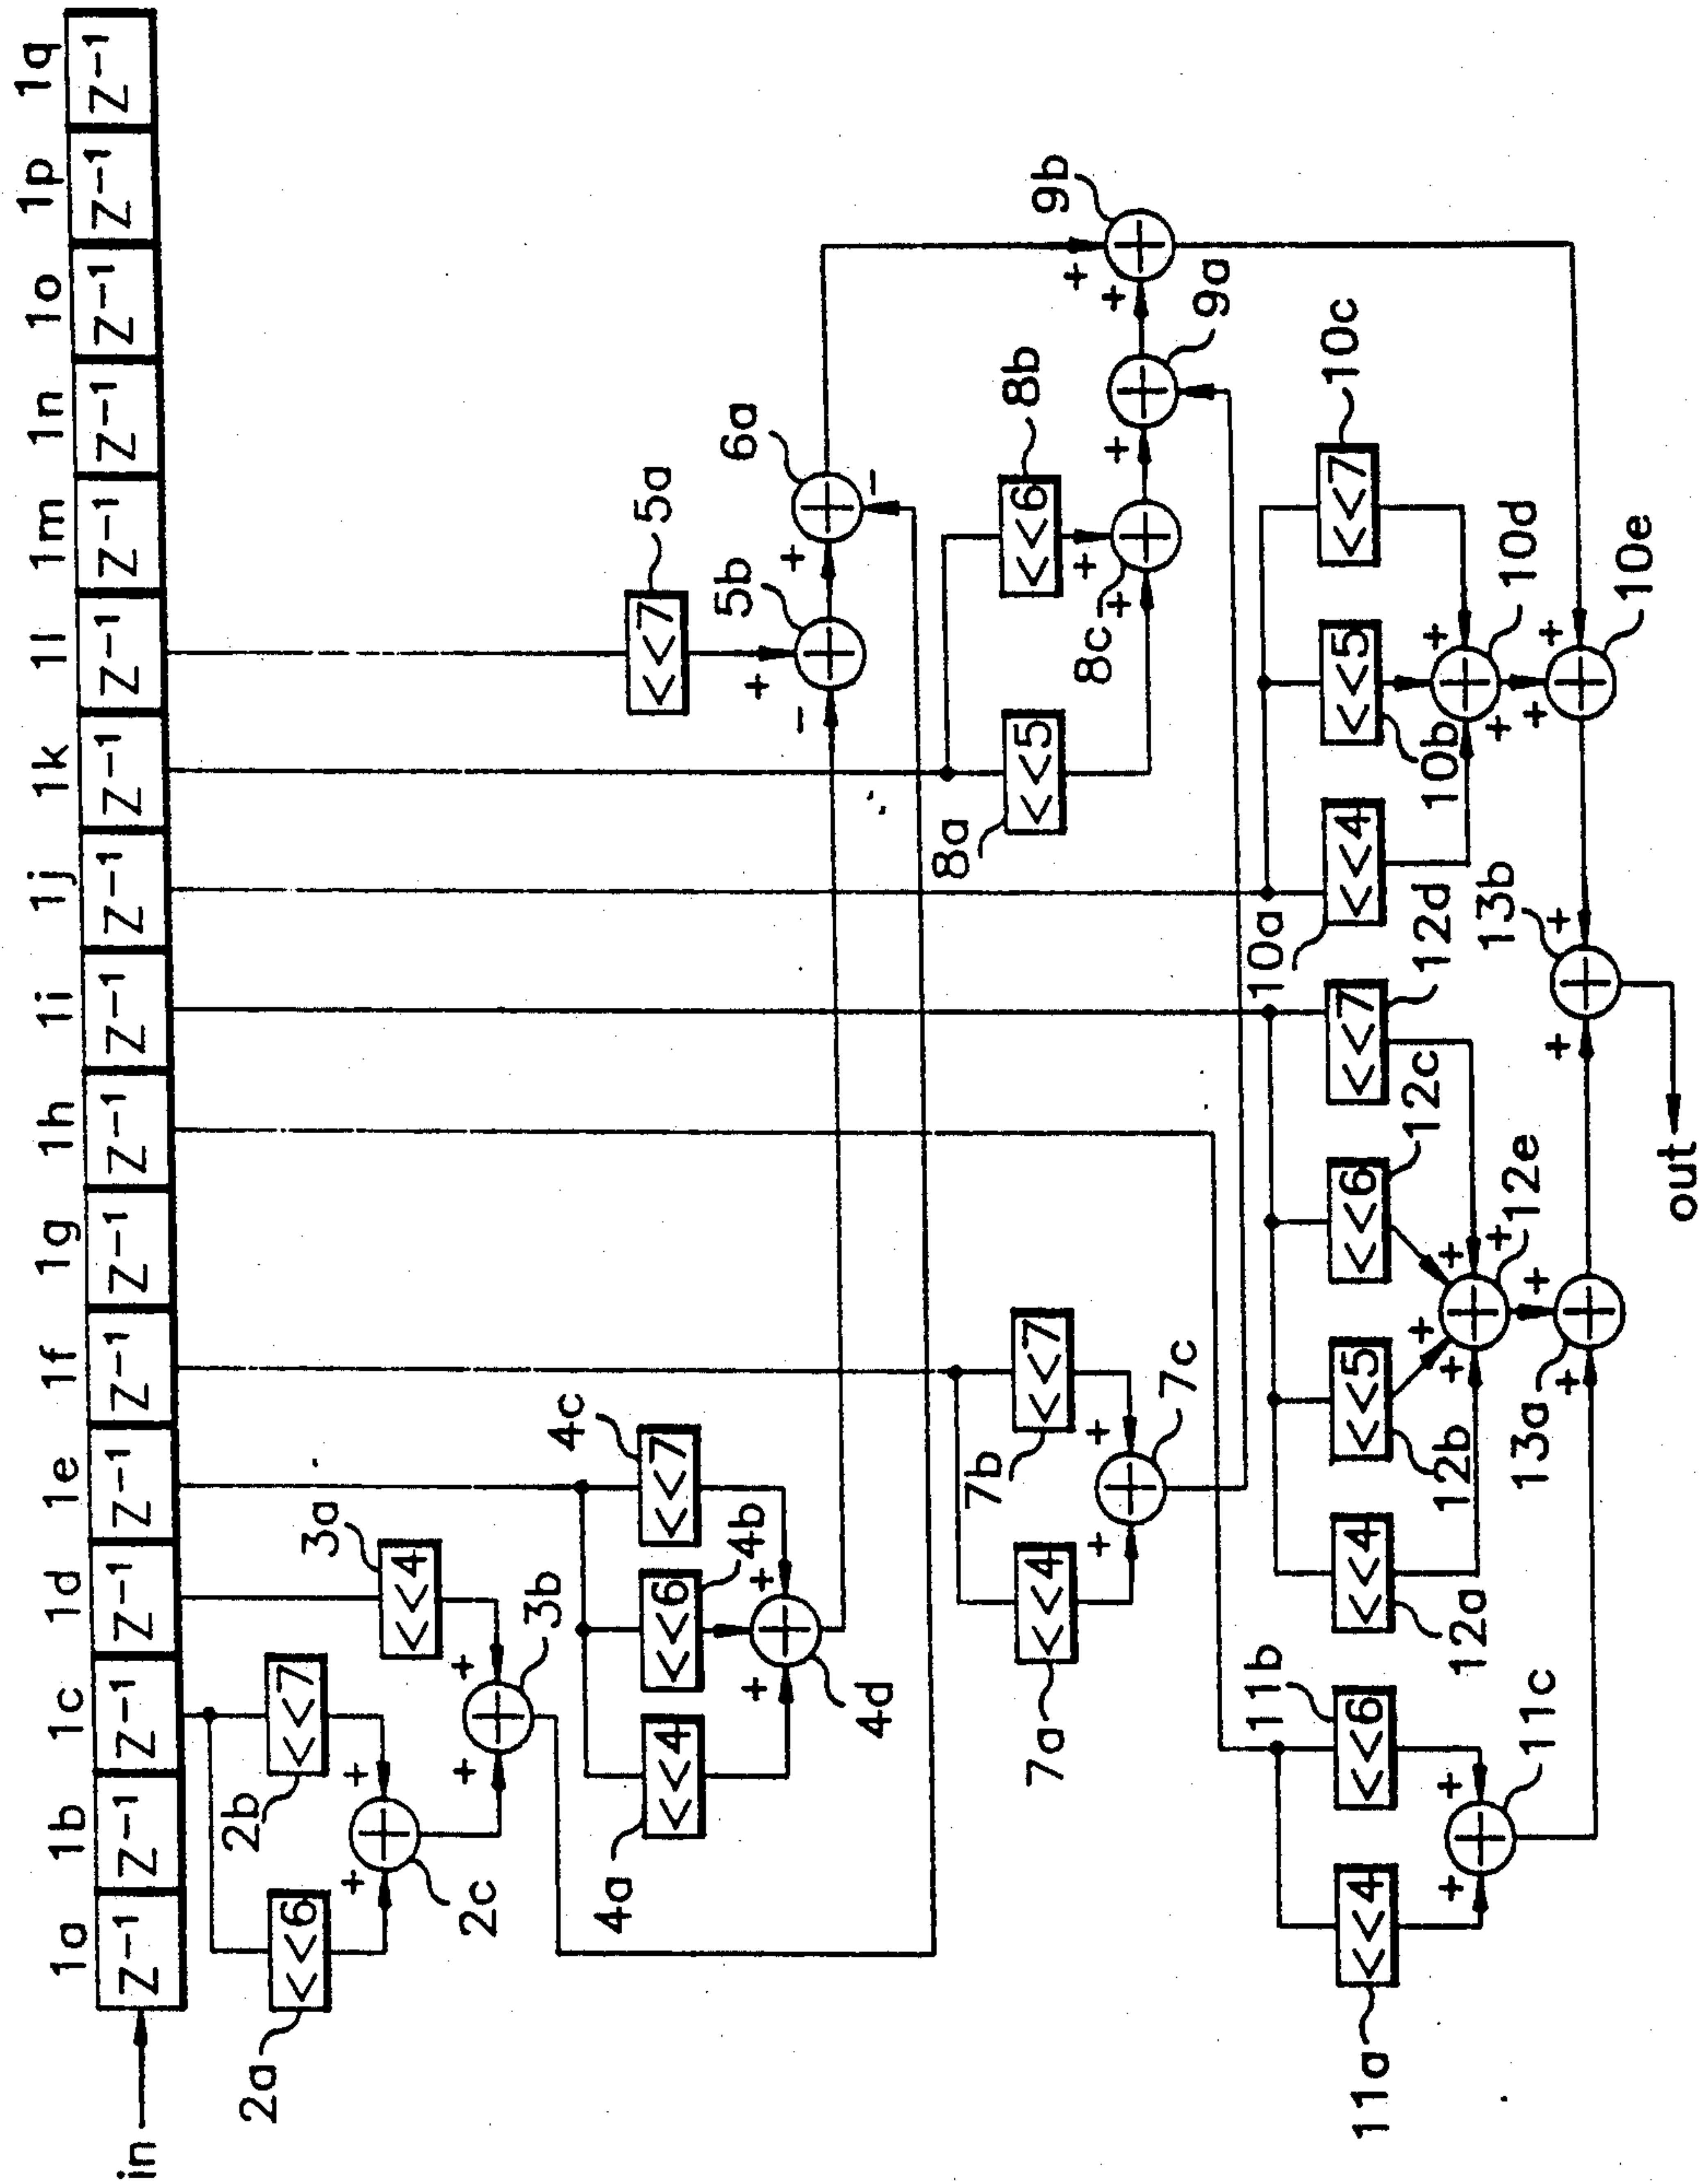 1a 1b 1c 1d 1e 1f 1g 1h 1i 1j 1k 1l 1m 1n 1o 1p 1q
in Z−1 Z−1 Z−1 Z−1 Z−1 Z−1 Z−1 Z−1 Z−1 Z−1 Z−1 Z−1 Z−1 Z−1 Z−1 Z−1 Z−1
2a <<6 2b <<7
+ + 2c
3a <<4
+ + 3b
4a <<4 <<6 4b <<7 4c
+ + 4d
<<7 5a
− + 5b
+ − 6a
7a <<4 7b <<7
+ + 7c
8a <<5 <<6 8b
8c + +
+ 9a
+ + 9b
10a <<4 10b <<5 <<7 10c
+ + 10d
+ + 10e
11a <<4 11b <<6
+ + 11c
12a <<4 12b <<5 <<6 12c <<7 12d
+ + + + 12e
13a + +
+ + 13b
out